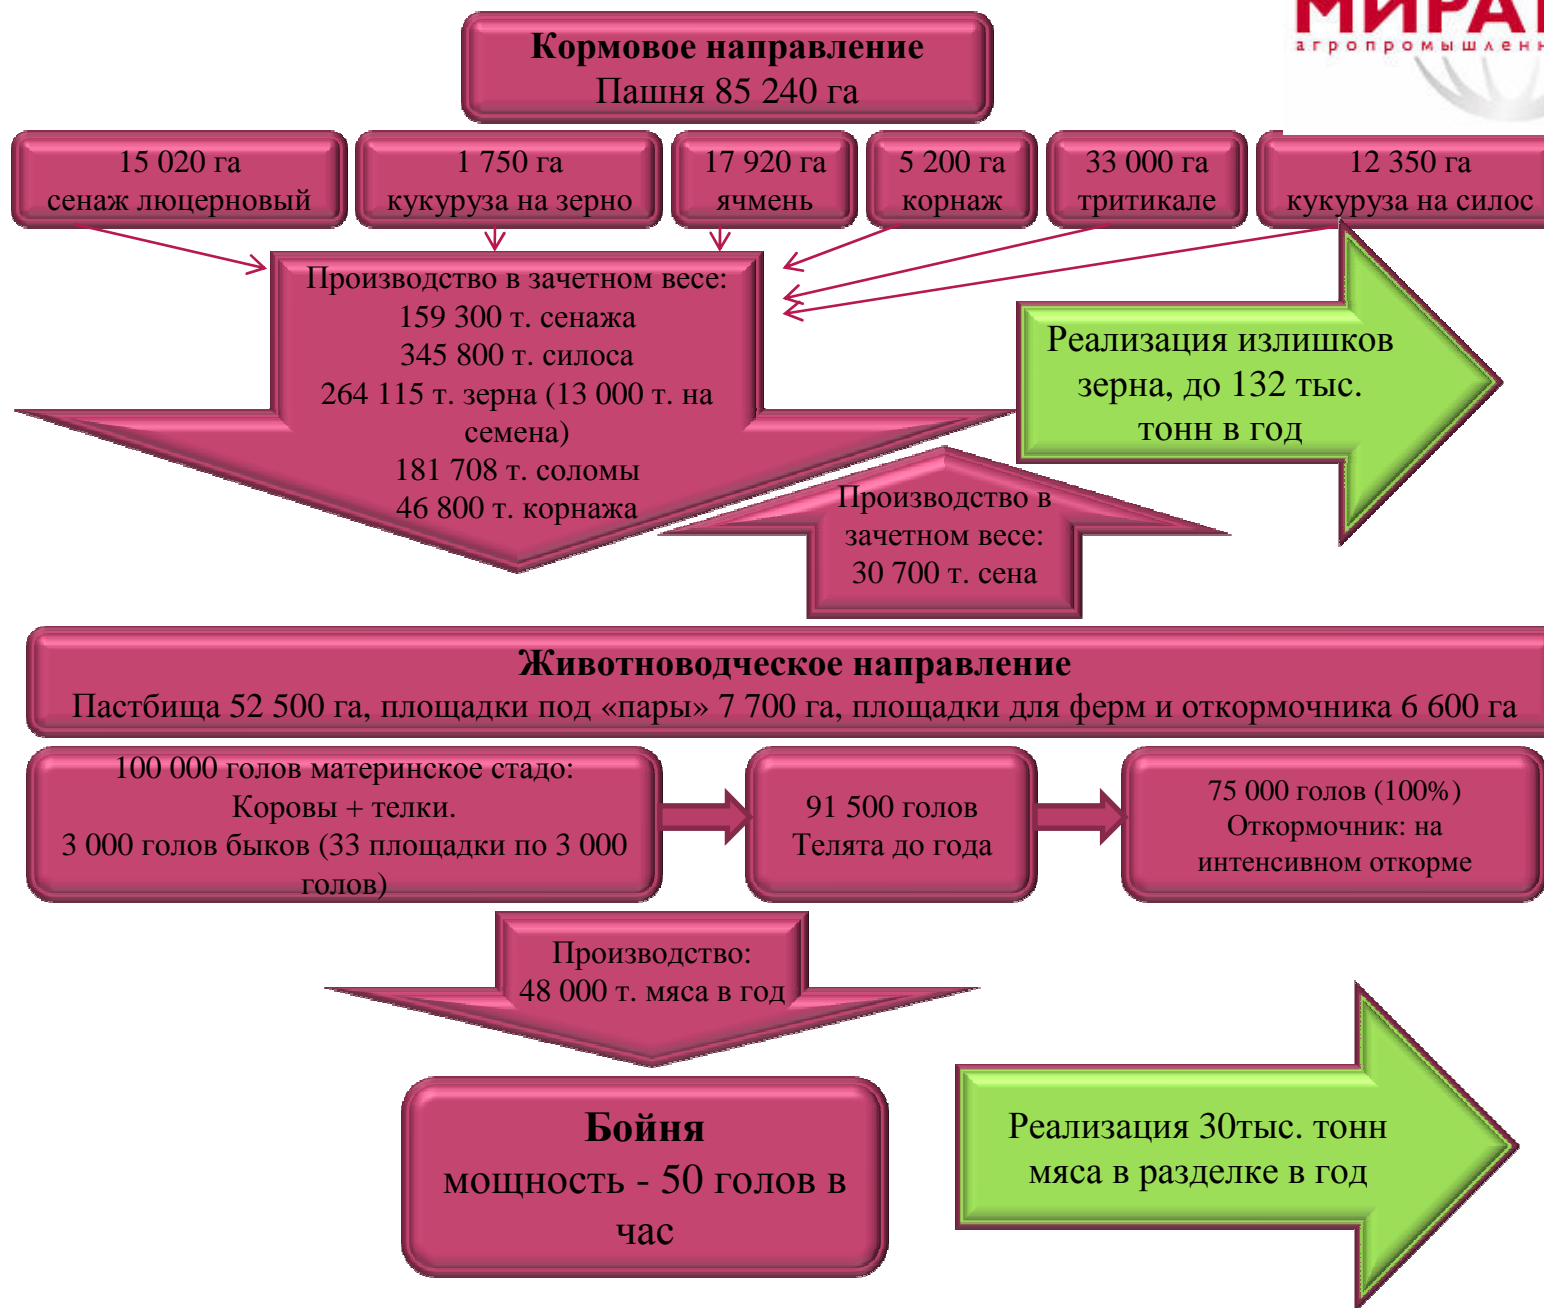 МИРАТ
агропромышленн
Кормовое направление
Пашня 85 240 га
15 020 га
сенаж люцерновый
1 750 га
кукуруза на зерно
17 920 га
ячмень
5 200 га
корнаж
33 000 га
тритикале
12 350 га
кукуруза на силос
Производство в зачетном весе:
159 300 т. сенажа
345 800 т. силоса
264 115 т. зерна (13 000 т. на
семена)
181 708 т. соломы
46 800 т. корнажа
Реализация излишков
зерна, до 132 тыс.
тонн в год
Производство в
зачетном весе:
30 700 т. сена
Животноводческое направление
Пастбища 52 500 га, площадки под «пары» 7 700 га, площадки для ферм и откормочника 6 600 га
100 000 голов материнское стадо:
Коровы + телки.
3 000 голов быков (33 площадки по 3 000
голов)
91 500 голов
Телята до года
75 000 голов (100%)
Откормочник: на
интенсивном откорме
Производство:
48 000 т. мяса в год
Бойня
мощность - 50 голов в
час
Реализация 30тыс. тонн
мяса в разделке в год